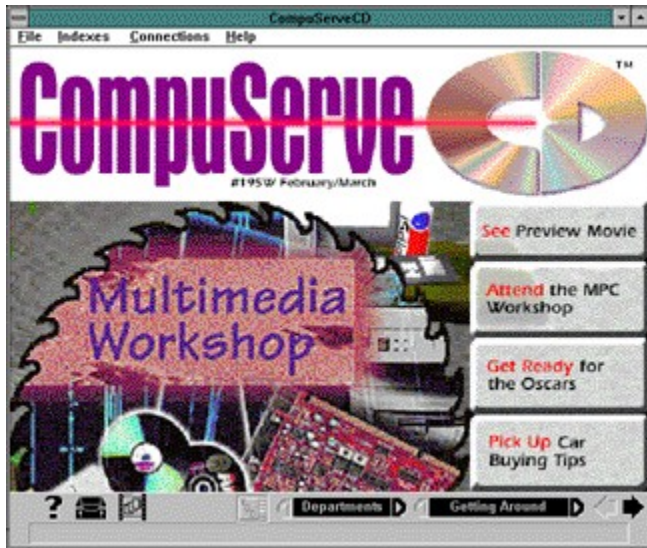 CompuServeCD
File Indexes Connections Help
CompuServe CD TM
#195W February/March
See Preview Movie
Attend the MPC
Workshop
Multimedia
Workshop
Get Ready for
the Oscars
Pick Up Car
Buying Tips
? Departments Getting Around